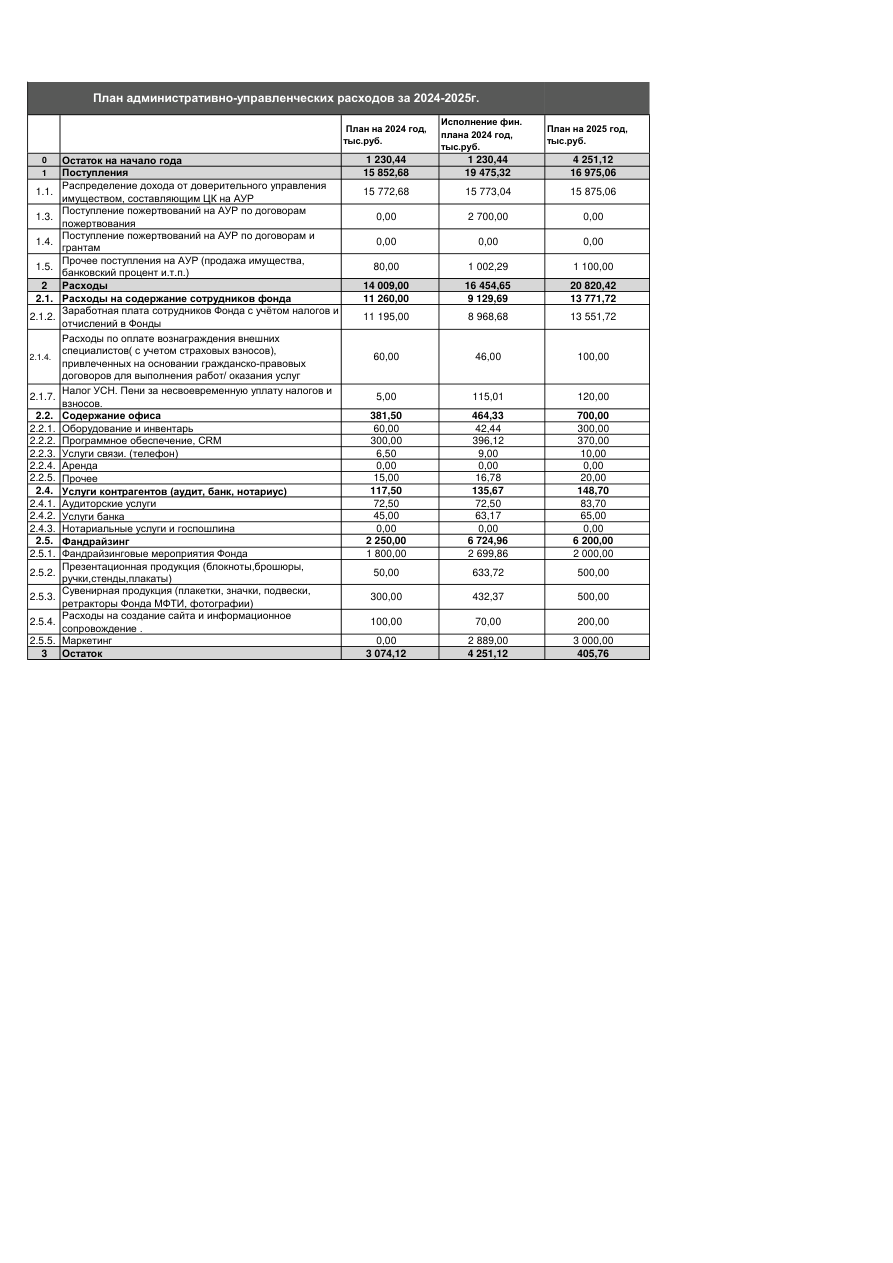 План административно-управленческих расходов за 2024-2025г.
План на 2024 год, тыс.руб. Исполнение фин. плана 2024 год, тыс.руб. План на 2025 год, тыс.руб.
0 Остаток на начало года 1 230,44 1 230,44 4 251,12
1 Поступления 15 852,68 19 475,32 16 975,06
1.1. Распределение дохода от доверительного управления
имуществом, составляющим ЦК на АУР 15 772,68 15 773,04 15 875,06
1.3. Поступление пожертвований на АУР по договорам
пожертвования 0,00 2 700,00 0,00
1.4. Поступление пожертвований на АУР по договорам и
грантам 0,00 0,00 0,00
1.5. Прочее поступления на АУР (продажа имущества,
банковский процент и.т.п.) 80,00 1 002,29 1 100,00
2 Расходы 14 009,00 16 454,65 20 820,42
2.1. Расходы на содержание сотрудников фонда 11 260,00 9 129,69 13 771,72
2.1.2. Заработная плата сотрудников Фонда с учётом налогов и
отчислений в Фонды 11 195,00 8 968,68 13 551,72
2.1.4. Расходы по оплате вознаграждения внешних
специалистов( с учетом страховых взносов),
привлеченных на основании гражданско-правовых
договоров для выполнения работ/ оказания услуг 60,00 46,00 100,00
2.1.7. Налог УСН. Пени за несвоевременную уплату налогов и
взносов. 5,00 115,01 120,00
2.2. Содержание офиса 381,50 464,33 700,00
2.2.1. Оборудование и инвентарь 60,00 42,44 300,00
2.2.2. Программное обеспечение, CRM 300,00 396,12 370,00
2.2.3. Услуги связи. (телефон) 6,50 9,00 10,00
2.2.4. Аренда 0,00 0,00 0,00
2.2.5. Прочее 15,00 16,78 20,00
2.4. Услуги контрагентов (аудит, банк, нотариус) 117,50 135,67 148,70
2.4.1. Аудиторские услуги 72,50 72,50 83,70
2.4.2. Услуги банка 45,00 63,17 65,00
2.4.3. Нотариальные услуги и госпошлина 0,00 0,00 0,00
2.5. Фандрайзинг 2 250,00 6 724,96 6 200,00
2.5.1. Фандрайзинговые мероприятия Фонда 1 800,00 2 699,86 2 000,00
2.5.2. Презентационная продукция (блокноты,брошюры,
ручки,стенды,плакаты) 50,00 633,72 500,00
2.5.3. Сувенирная продукция (плакетки, значки, подвески,
ретракторы Фонда МФТИ, фотографии) 300,00 432,37 500,00
2.5.4. Расходы на создание сайта и информационное
сопровождение . 100,00 70,00 200,00
2.5.5. Маркетинг 0,00 2 889,00 3 000,00
3 Остаток 3 074,12 4 251,12 405,76